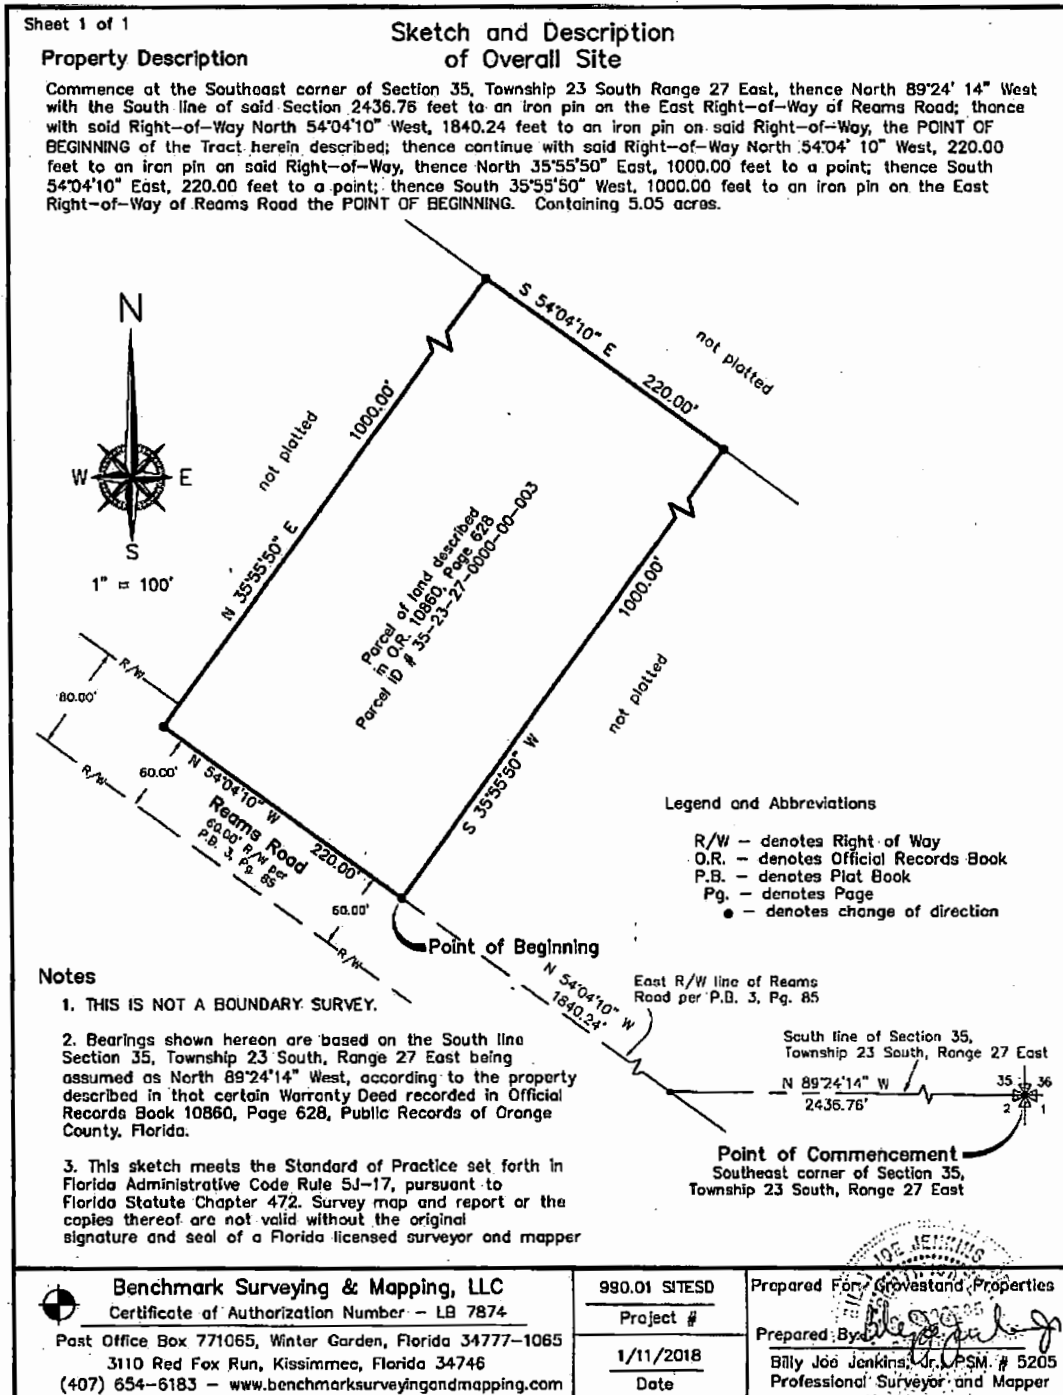 Sheet 1 of 1
Sketch and Description
of Overall Site
Property Description
Commence at the Southeast corner of Section 35, Township 23 South Range 27 East, thence North 89°24' 14" West
with the South line of said Section 2436.76 feet to an iron pin on the East Right-of-Way of Reams Road; thence
with said Right-of-Way North 54°04'10" West, 1840.24 feet to an iron pin on said Right-of-Way, the POINT OF
BEGINNING of the Tract herein described; thence continue with said Right-of-Way North 54°04' 10" West, 220.00
feet to an iron pin on said Right-of-Way, thence North 35°55'50" East, 1000.00 feet to a point; thence South
54°04'10" East, 220.00 feet to a point; thence South 35°55'50" West, 1000.00 feet to an iron pin on the East
Right-of-Way of Reams Road the POINT OF BEGINNING. Containing 5.05 acres.
N
W
E
S
1" = 100'
S 54°04'10" E
220.00'
not platted
1000.00'
not platted
N 35°55'50" E
Parcel of land described
in O.R. 10860, Page 628
Parcel ID # 35-23-27-0000-00-003
1000.00'
not platted
S 35°55'50" W
R/W
80.00'
R/W
60.00'
N 54°04'10" W
220.00'
Reams Road
60.00' R/W per
P.B. 3, Pg. 85
60.00'
R/W
R/W
Point of Beginning
Legend and Abbreviations
R/W - denotes Right of Way
O.R. - denotes Official Records Book
P.B. - denotes Plat Book
Pg. - denotes Page
● - denotes change of direction
N 54°04'10" W
1840.24'
East R/W line of Reams
Road per P.B. 3, Pg. 85
South line of Section 35,
Township 23 South, Range 27 East
N 89°24'14" W
2436.76'
35 36
2 1
Point of Commencement
Southeast corner of Section 35,
Township 23 South, Range 27 East
Notes
1. THIS IS NOT A BOUNDARY SURVEY.
2. Bearings shown hereon are based on the South line
Section 35, Township 23 South, Range 27 East being
assumed as North 89°24'14" West, according to the property
described in that certain Warranty Deed recorded in Official
Records Book 10860, Page 628, Public Records of Orange
County, Florida.
3. This sketch meets the Standard of Practice set forth in
Florida Administrative Code Rule 5J-17, pursuant to
Florida Statute Chapter 472. Survey map and report or the
copies thereof are not valid without the original
signature and seal of a Florida licensed surveyor and mapper
Benchmark Surveying & Mapping, LLC
Certificate of Authorization Number - LB 7874
Post Office Box 771065, Winter Garden, Florida 34777-1065
3110 Red Fox Run, Kissimmee, Florida 34746
(407) 654-6183 - www.benchmarksurveyingandmapping.com
990.01 SITESD
Project #
1/11/2018
Date
JOE JENKINS
Prepared For: Grovestand Properties
Prepared By:
Billy Joe Jenkins, Jr. PSM # 5205
Professional Surveyor and Mapper